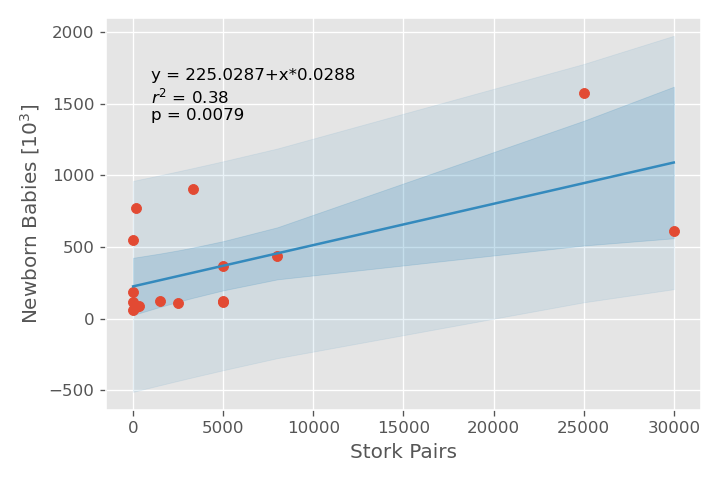 y = 225.0287+x*0.0288
r² = 0.38
p = 0.0079
Newborn Babies [10³]
2000
1500
1000
500
0
−500
0 5000 10000 15000 20000 25000 30000
Stork Pairs